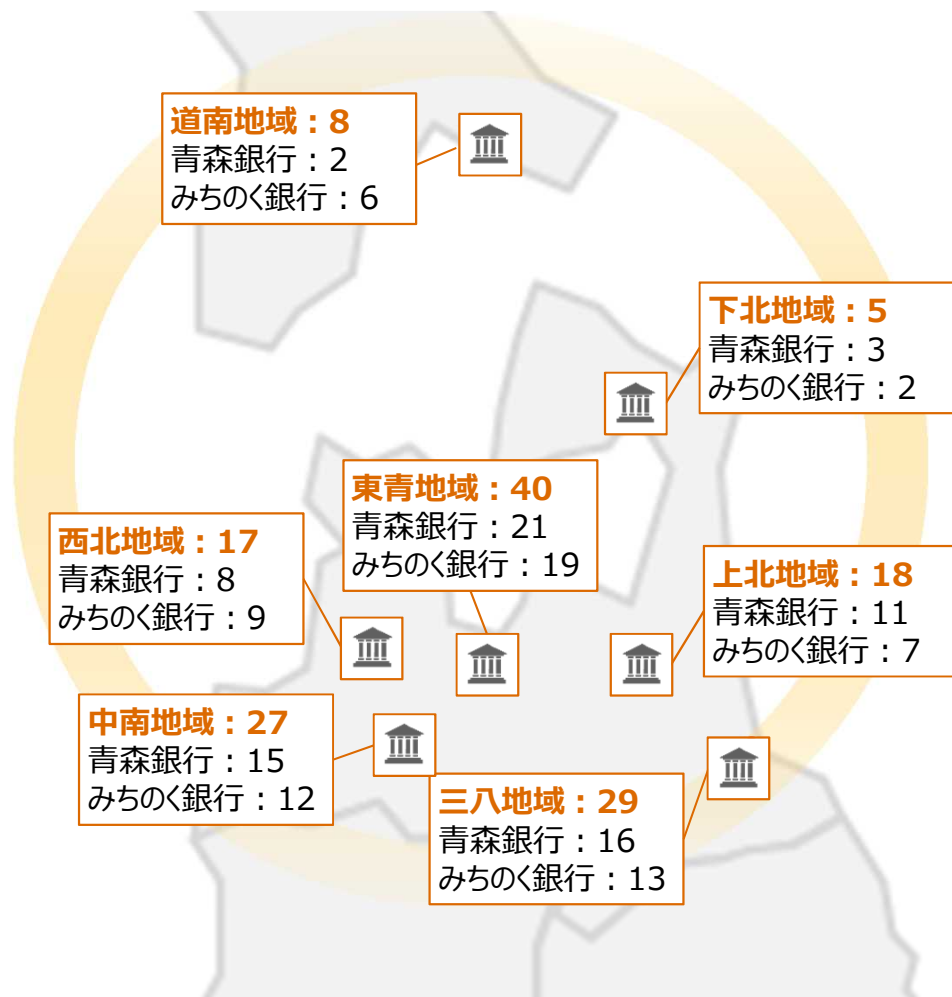 道南地域：8
青森銀行：2
みちのく銀行：6
下北地域：5
青森銀行：3
みちのく銀行：2
東青地域：40
青森銀行：21
みちのく銀行：19
西北地域：17
青森銀行：8
みちのく銀行：9
上北地域：18
青森銀行：11
みちのく銀行：7
中南地域：27
青森銀行：15
みちのく銀行：12
三八地域：29
青森銀行：16
みちのく銀行：13